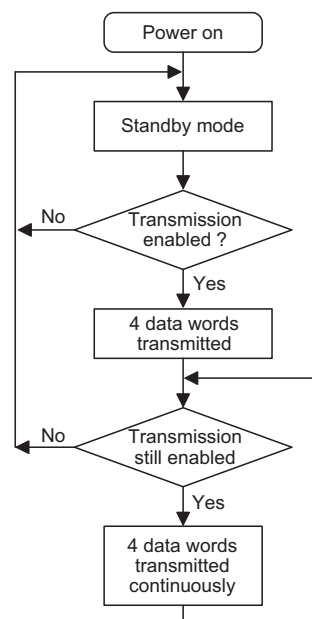 Power on
Standby mode
Transmission
enabled ?
No
Yes
4 data words
transmitted
Transmission
still enabled
No
Yes
4 data words
transmitted
continuously